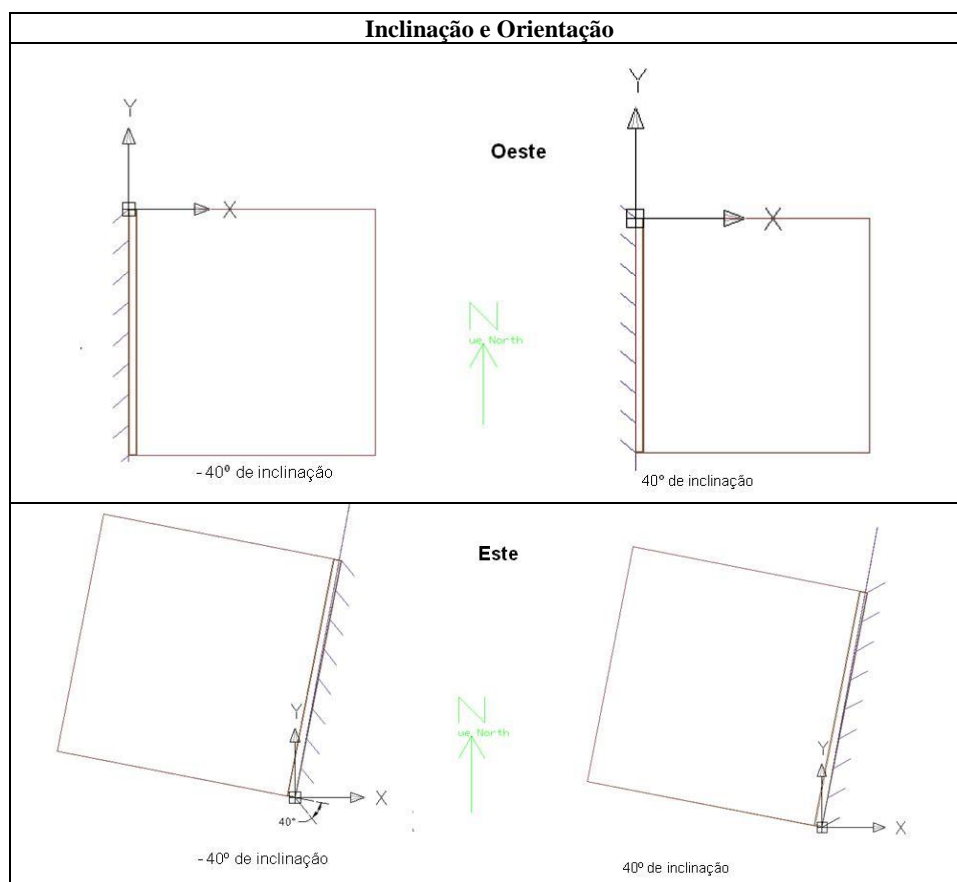 Inclinação e Orientação
Y
X
-40º de inclinação
Oeste
N
ue North
Y
X
40º de inclinação
Y
X
40°
-40º de inclinação
Este
N
ue North
Y
X
40º de inclinação